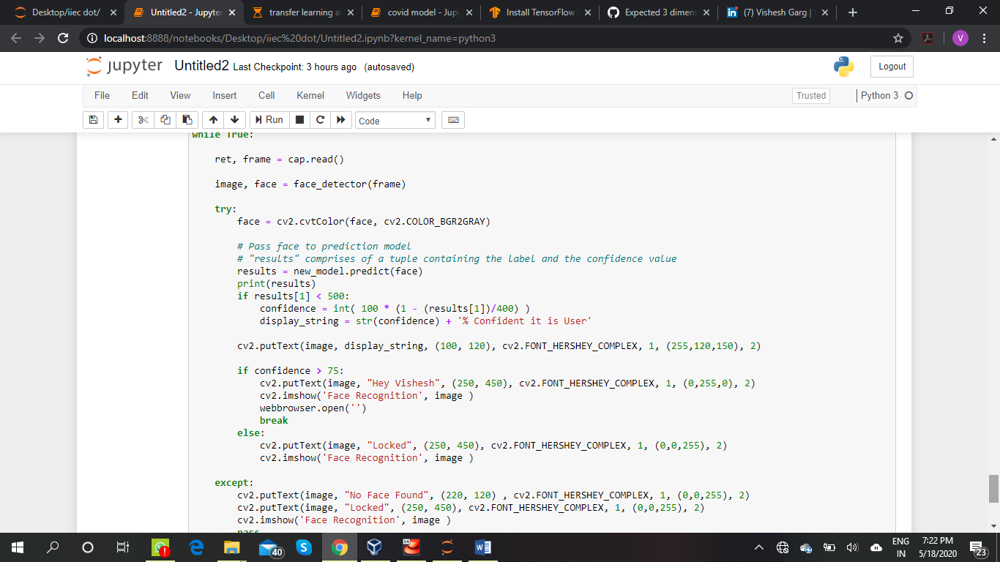 Desktop/iiec dot/
Untitled2 - Jupyter
transfer learning a
covid model - Jup
Install TensorFlow
Expected 3 dimens
(7) Vishesh Garg |
localhost:8888/notebooks/Desktop/iiec%20dot/Untitled2.ipynb?kernel_name=python3
V
jupyter Untitled2 Last Checkpoint: 3 hours ago (autosaved)
Logout
File Edit View Insert Cell Kernel Widgets Help
Trusted
Python 3
Run
Code
while True:
ret, frame = cap.read()
image, face = face_detector(frame)
try:
face = cv2.cvtColor(face, cv2.COLOR_BGR2GRAY)
# Pass face to prediction model
# "results" comprises of a tuple containing the label and the confidence value
results = new_model.predict(face)
print(results)
if results[1] < 500:
confidence = int( 100 * (1 - (results[1])/400) )
display_string = str(confidence) + '% Confident it is User'
cv2.putText(image, display_string, (100, 120), cv2.FONT_HERSHEY_COMPLEX, 1, (255,120,150), 2)
if confidence > 75:
cv2.putText(image, "Hey Vishesh", (250, 450), cv2.FONT_HERSHEY_COMPLEX, 1, (0,255,0), 2)
cv2.imshow('Face Recognition', image )
webbrowser.open('')
break
else:
cv2.putText(image, "Locked", (250, 450), cv2.FONT_HERSHEY_COMPLEX, 1, (0,0,255), 2)
cv2.imshow('Face Recognition', image )
except:
cv2.putText(image, "No Face Found", (220, 120) , cv2.FONT_HERSHEY_COMPLEX, 1, (0,0,255), 2)
cv2.putText(image, "Locked", (250, 450), cv2.FONT_HERSHEY_COMPLEX, 1, (0,0,255), 2)
cv2.imshow('Face Recognition', image )
pass
40
64
ENG
IN
7:22 PM
5/18/2020
23